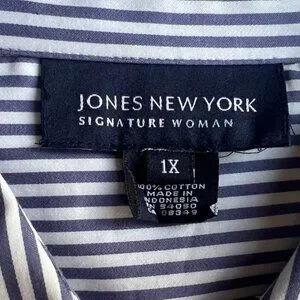 JONES NEW YORK
SIGNATURE WOMAN
1X
100% COTTON
MADE IN
INDONESIA
RN 54050
08349